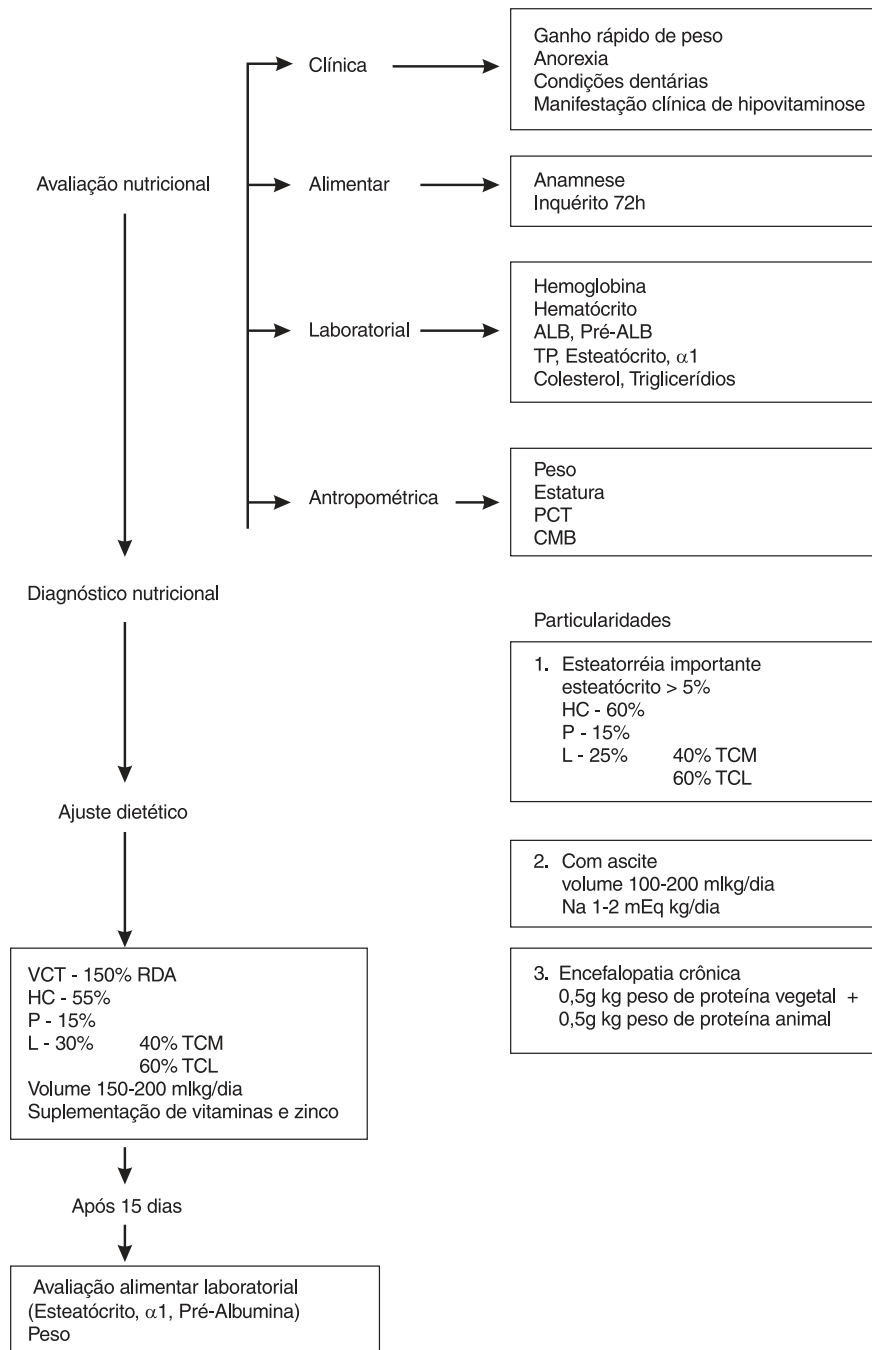 Clínica
Ganho rápido de peso
Anorexia
Condições dentárias
Manifestação clínica de hipovitaminose
Avaliação nutricional
Alimentar
Anamnese
Inquérito 72h
Laboratorial
Hemoglobina
Hematócrito
ALB, Pré-ALB
TP, Esteatócrito, α1
Colesterol, Triglicerídios
Antropométrica
Peso
Estatura
PCT
CMB
Diagnóstico nutricional
Ajuste dietético
VCT - 150% RDA
HC - 55%
P - 15%
L - 30% 40% TCM
60% TCL
Volume 150-200 mlkg/dia
Suplementação de vitaminas e zinco
Após 15 dias
Avaliação alimentar laboratorial
(Esteatócrito, α1, Pré-Albumina)
Peso
Particularidades
1. Esteatorréia importante
esteatócrito > 5%
HC - 60%
P - 15%
L - 25% 40% TCM
60% TCL
2. Com ascite
volume 100-200 mlkg/dia
Na 1-2 mEq kg/dia
3. Encefalopatia crônica
0,5g kg peso de proteína vegetal +
0,5g kg peso de proteína animal